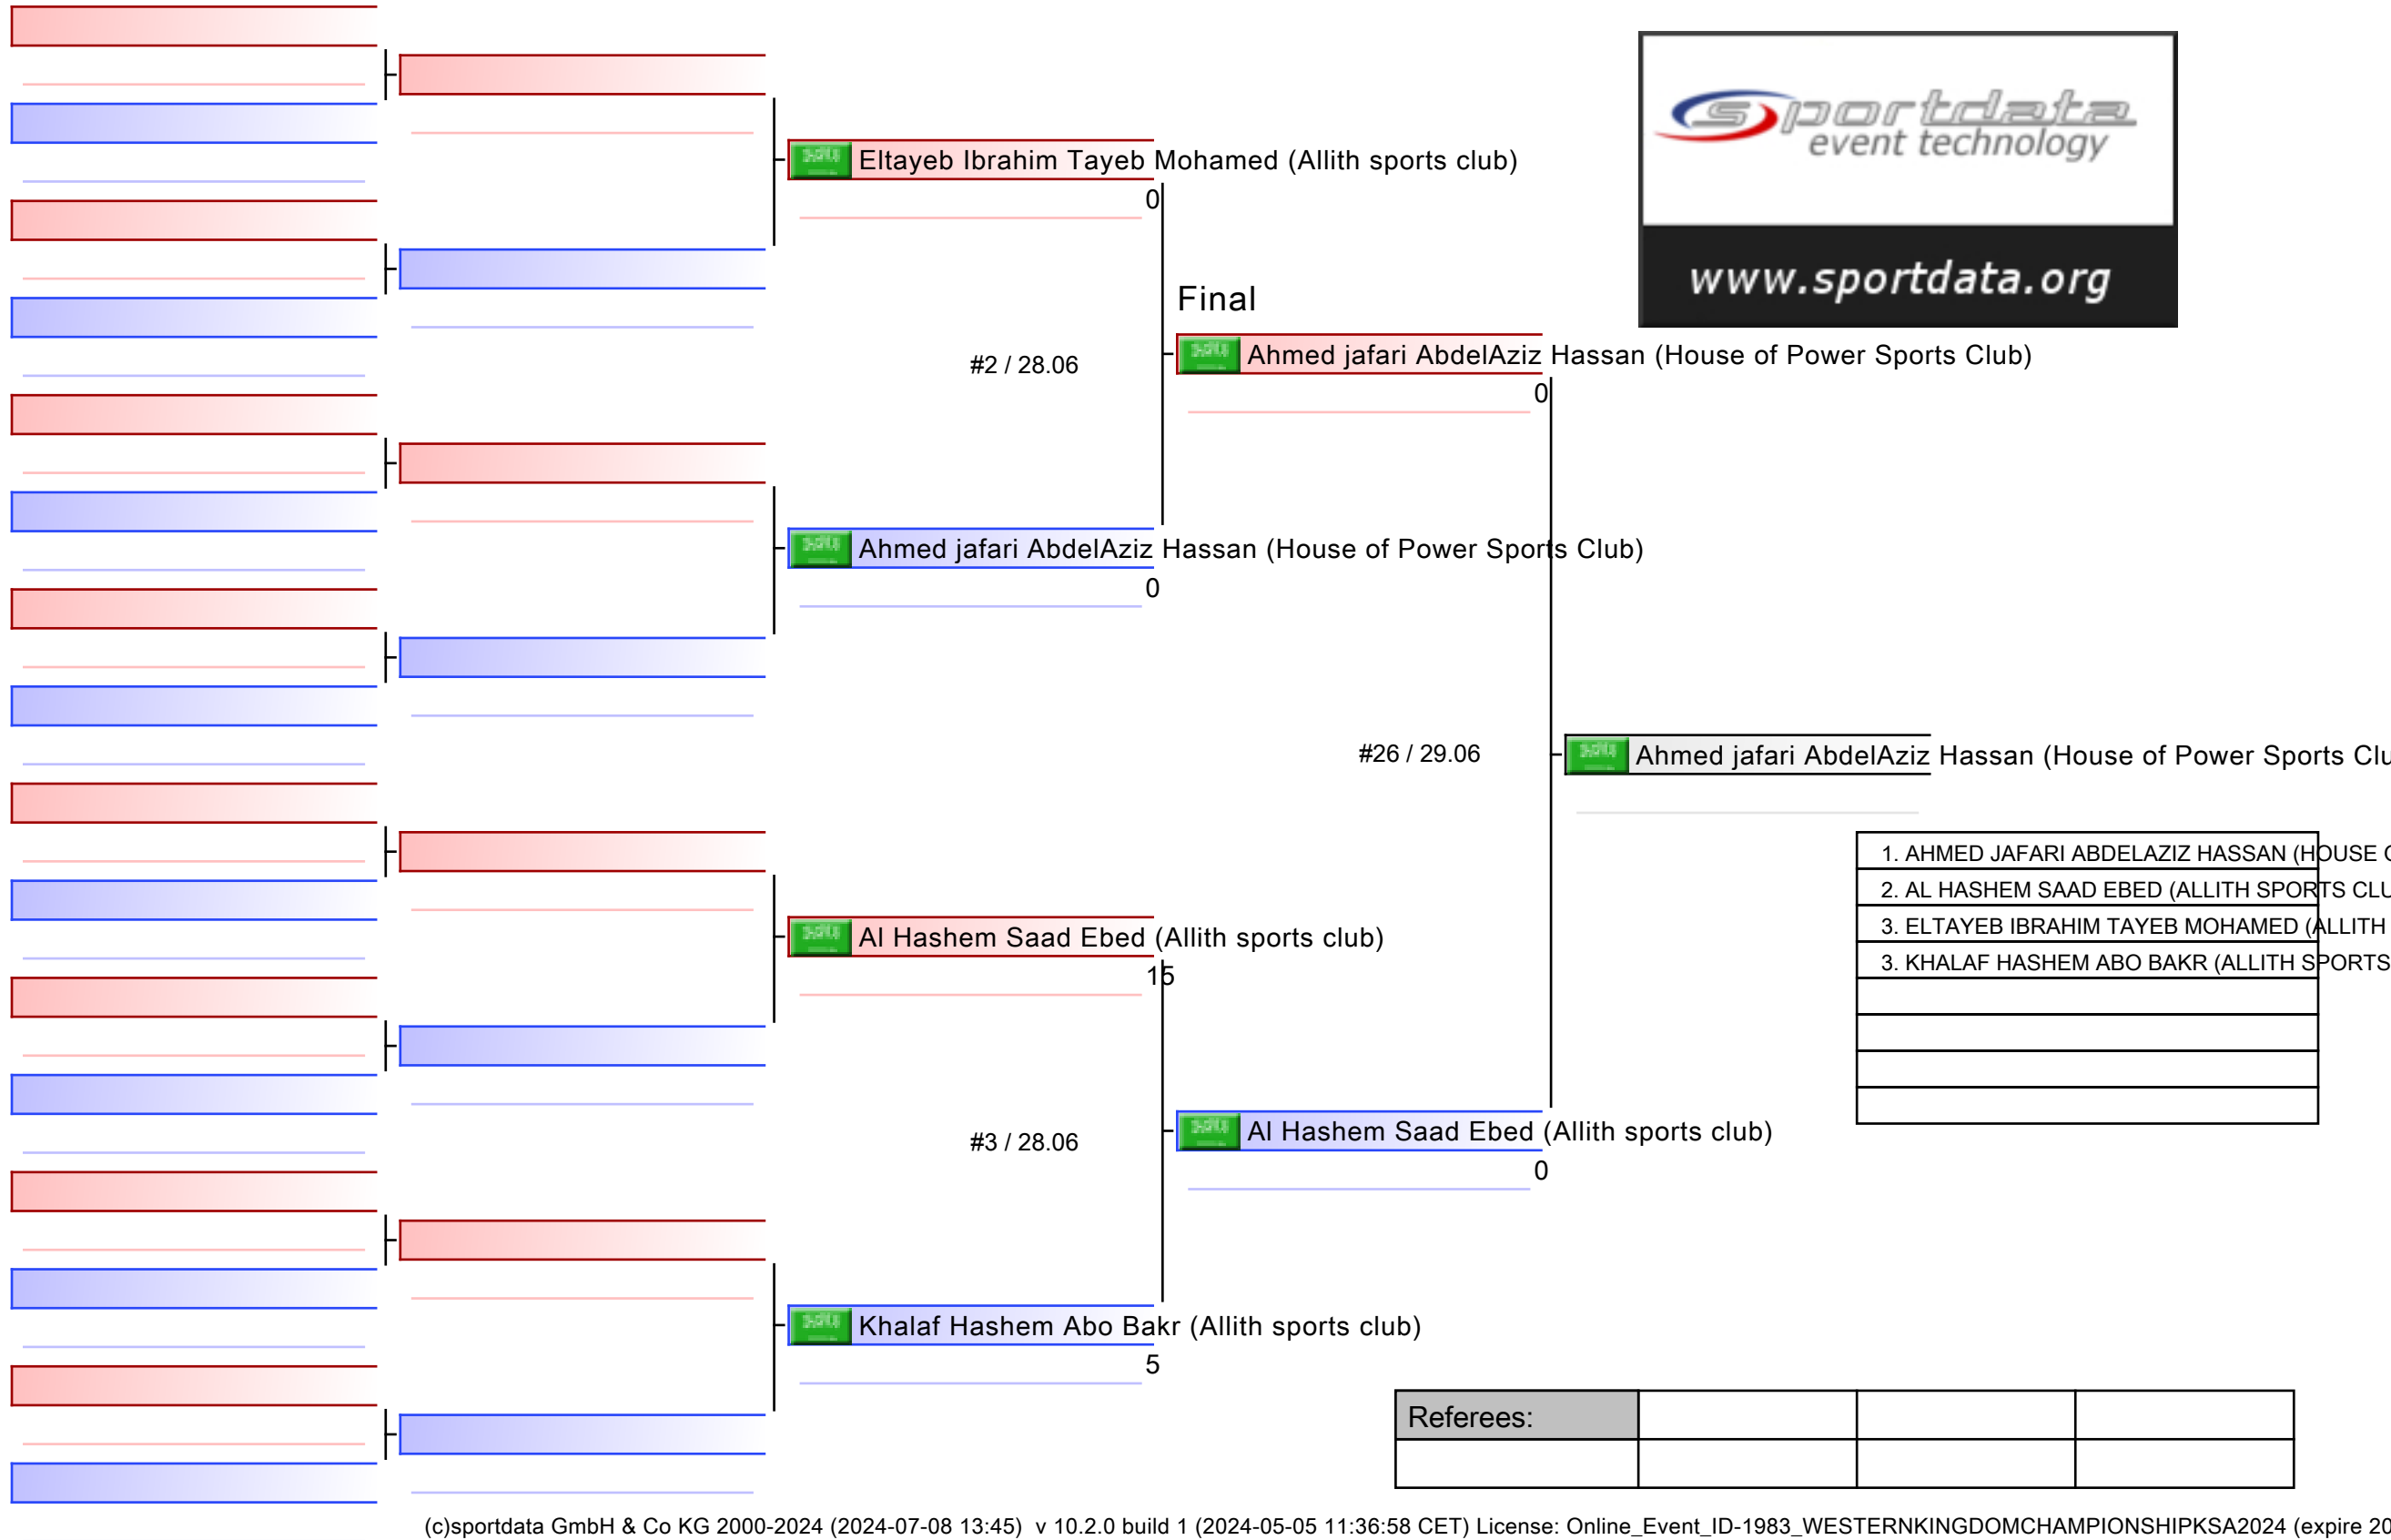 sportdata
event technology
www.sportdata.org
Eltayeb Ibrahim Tayeb Mohamed (Allith sports club)
0
Final
#2 / 28.06
Ahmed jafari AbdelAziz Hassan (House of Power Sports Club)
0
Ahmed jafari AbdelAziz Hassan (House of Power Sports Club)
0
#26 / 29.06
Ahmed jafari AbdelAziz Hassan (House of Power Sports Clu
1. AHMED JAFARI ABDELAZIZ HASSAN (HOUSE
2. AL HASHEM SAAD EBED (ALLITH SPORTS CLU
3. ELTAYEB IBRAHIM TAYEB MOHAMED (ALLITH
3. KHALAF HASHEM ABO BAKR (ALLITH SPORTS
Al Hashem Saad Ebed (Allith sports club)
15
#3 / 28.06
Al Hashem Saad Ebed (Allith sports club)
0
Khalaf Hashem Abo Bakr (Allith sports club)
5
Referees:
(c)sportdata GmbH & Co KG 2000-2024 (2024-07-08 13:45) v 10.2.0 build 1 (2024-05-05 11:36:58 CET) License: Online_Event_ID-1983_WESTERNKINGDOMCHAMPIONSHIPKSA2024 (expire 20